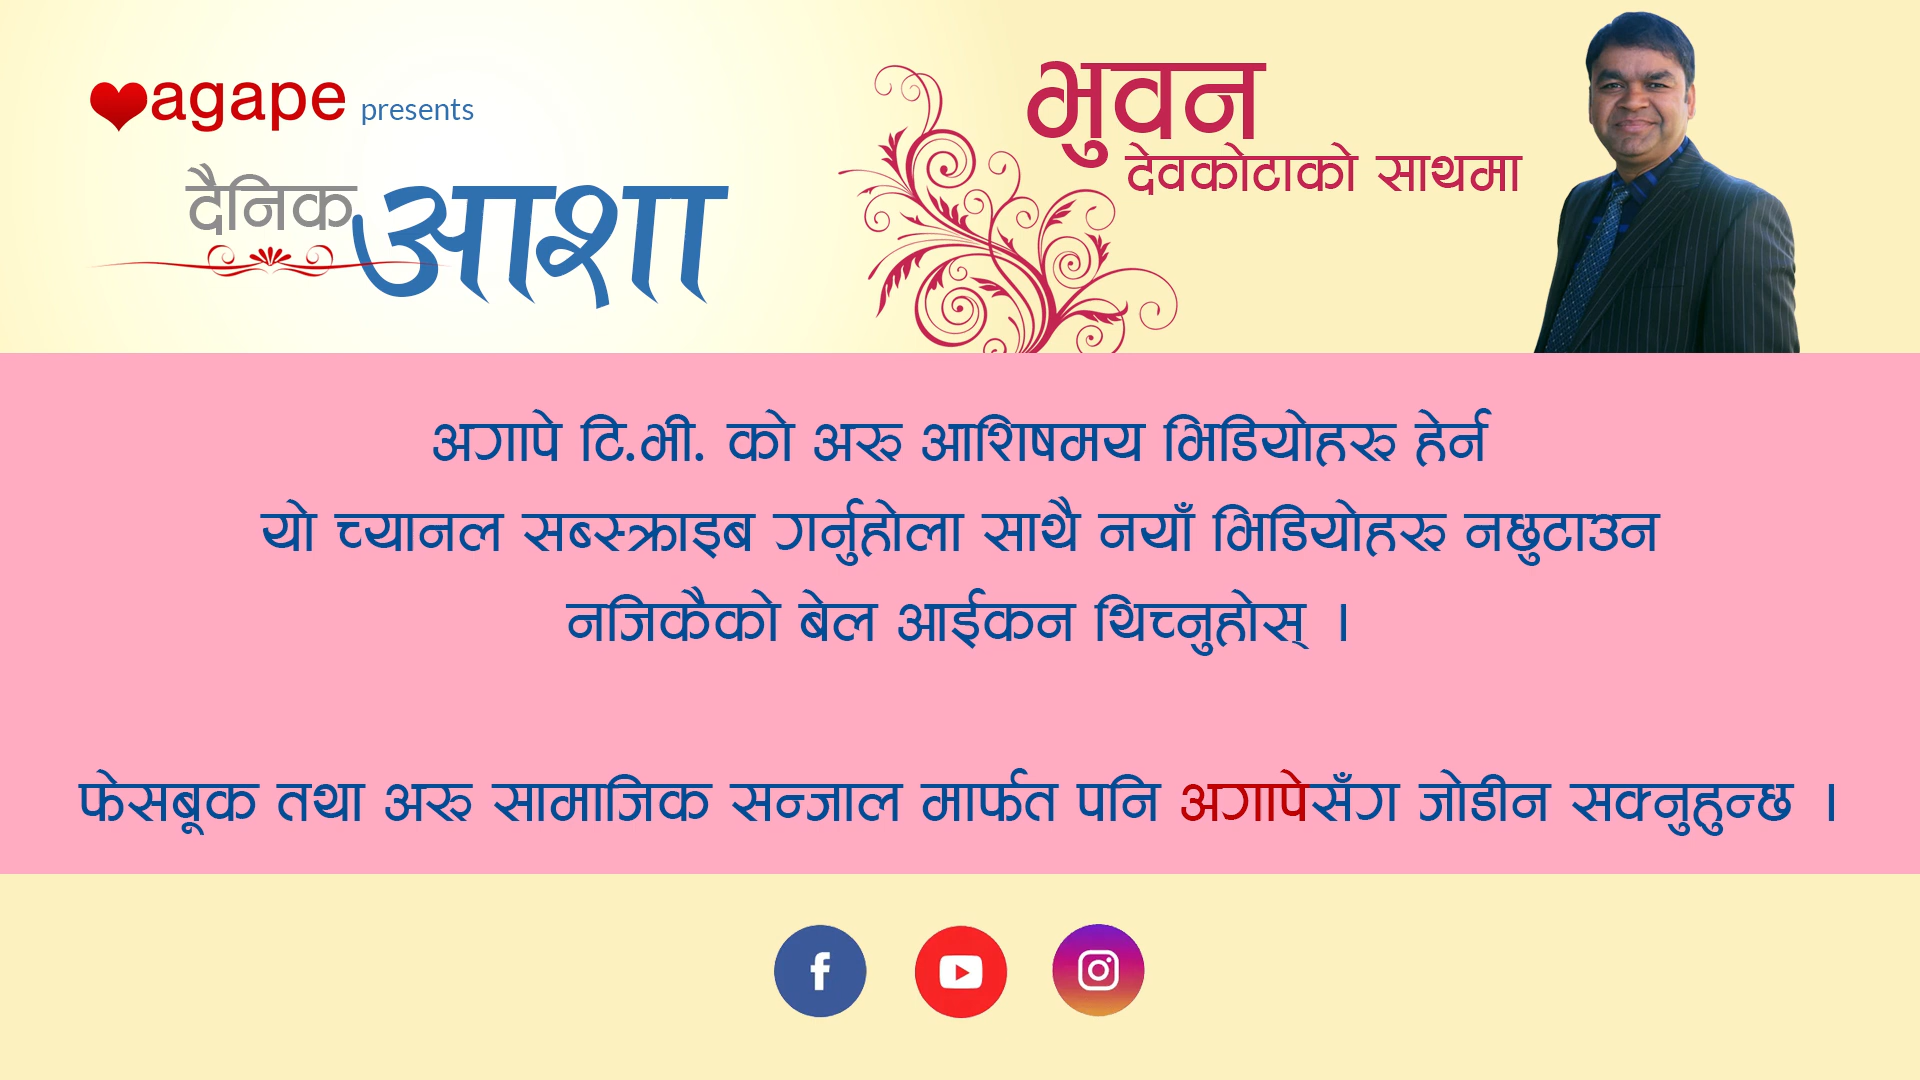 agape presents
दैनिक आशा
भुवन
देवकोटाको साथमा
अगापे टि.भी. को अरु आशिषमय भिडियोहरु हेर्न
यो च्यानल सब्स्क्राइब गर्नुहोला साथै नयाँ भिडियोहरु नछुटाउन
नजिकैको बेल आईकन थिच्नुहोस् ।
फेसबूक तथा अरु सामाजिक सन्जाल मार्फत पनि अगापेसँग जोडीन सक्नुहुन्छ ।